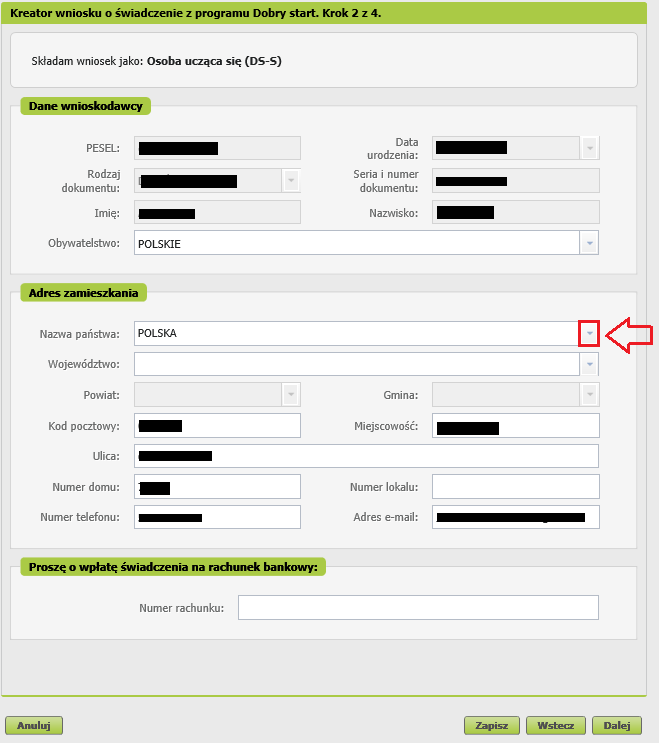 Kreator wniosku o świadczenie z programu Dobry start. Krok 2 z 4.
Składam wniosek jako: Osoba ucząca się (DS-S)
Dane wnioskodawcy
PESEL: Data urodzenia:
Rodzaj dokumentu: Seria i numer dokumentu:
Imię: Nazwisko:
Obywatelstwo: POLSKIE
Adres zamieszkania
Nazwa państwa: POLSKA
Województwo:
Powiat: Gmina:
Kod pocztowy: Miejscowość:
Ulica:
Numer domu: Numer lokalu:
Numer telefonu: Adres e-mail:
Proszę o wpłatę świadczenia na rachunek bankowy:
Numer rachunku:
Anuluj Zapisz Wstecz Dalej